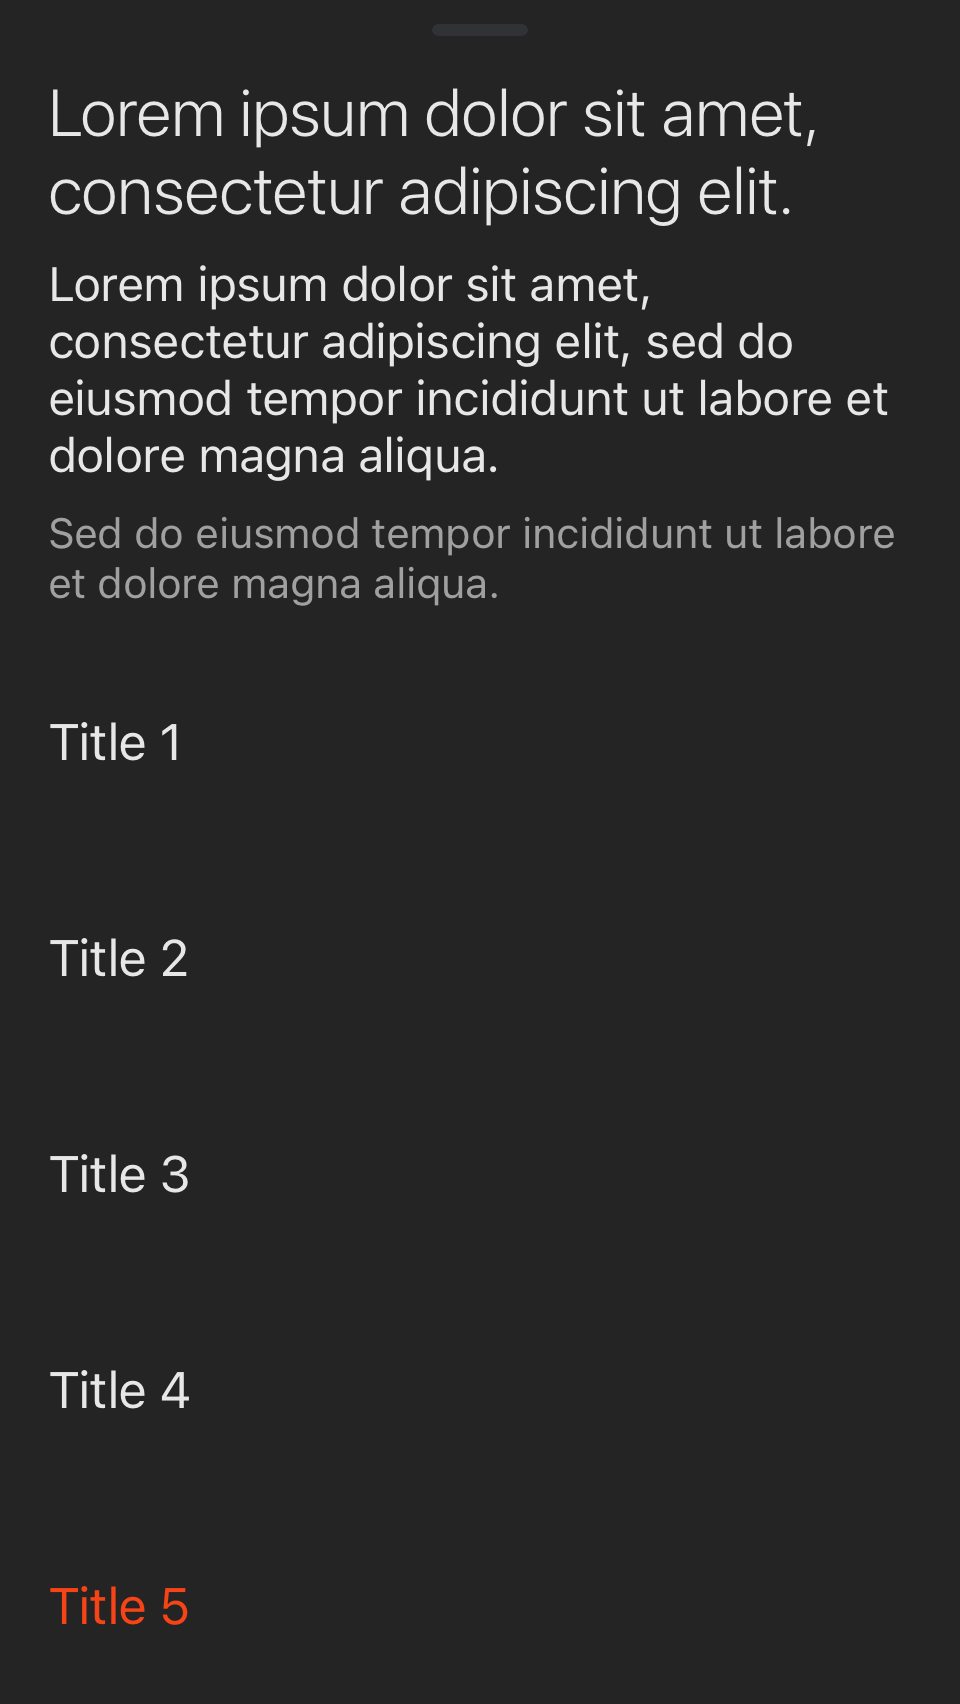 Lorem ipsum dolor sit amet,
consectetur adipiscing elit.
Lorem ipsum dolor sit amet,
consectetur adipiscing elit, sed do
eiusmod tempor incididunt ut labore et
dolore magna aliqua.
Sed do eiusmod tempor incididunt ut labore
et dolore magna aliqua.
Title 1
Title 2
Title 3
Title 4
Title 5